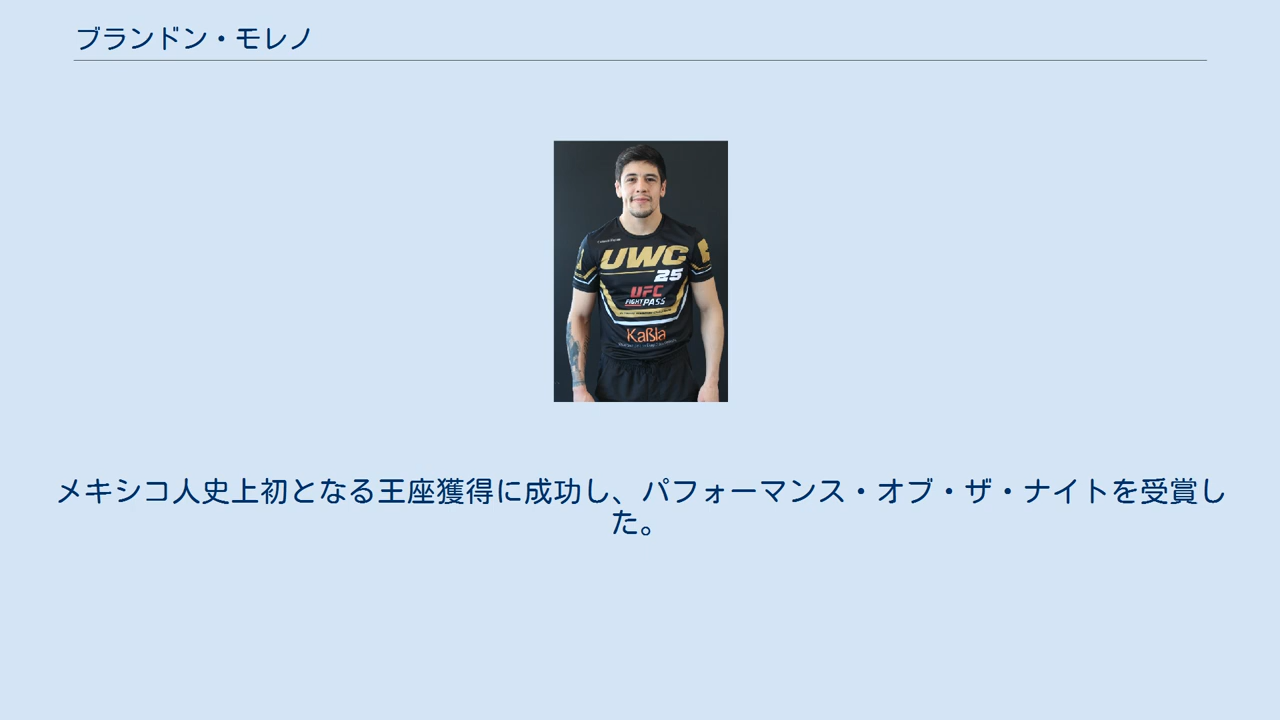 ブランドン・モレノ
UWC
25
UFC
FIGHT PASS
Kaßla
メキシコ人史上初となる王座獲得に成功し、パフォーマンス・オブ・ザ・ナイトを受賞し
た。